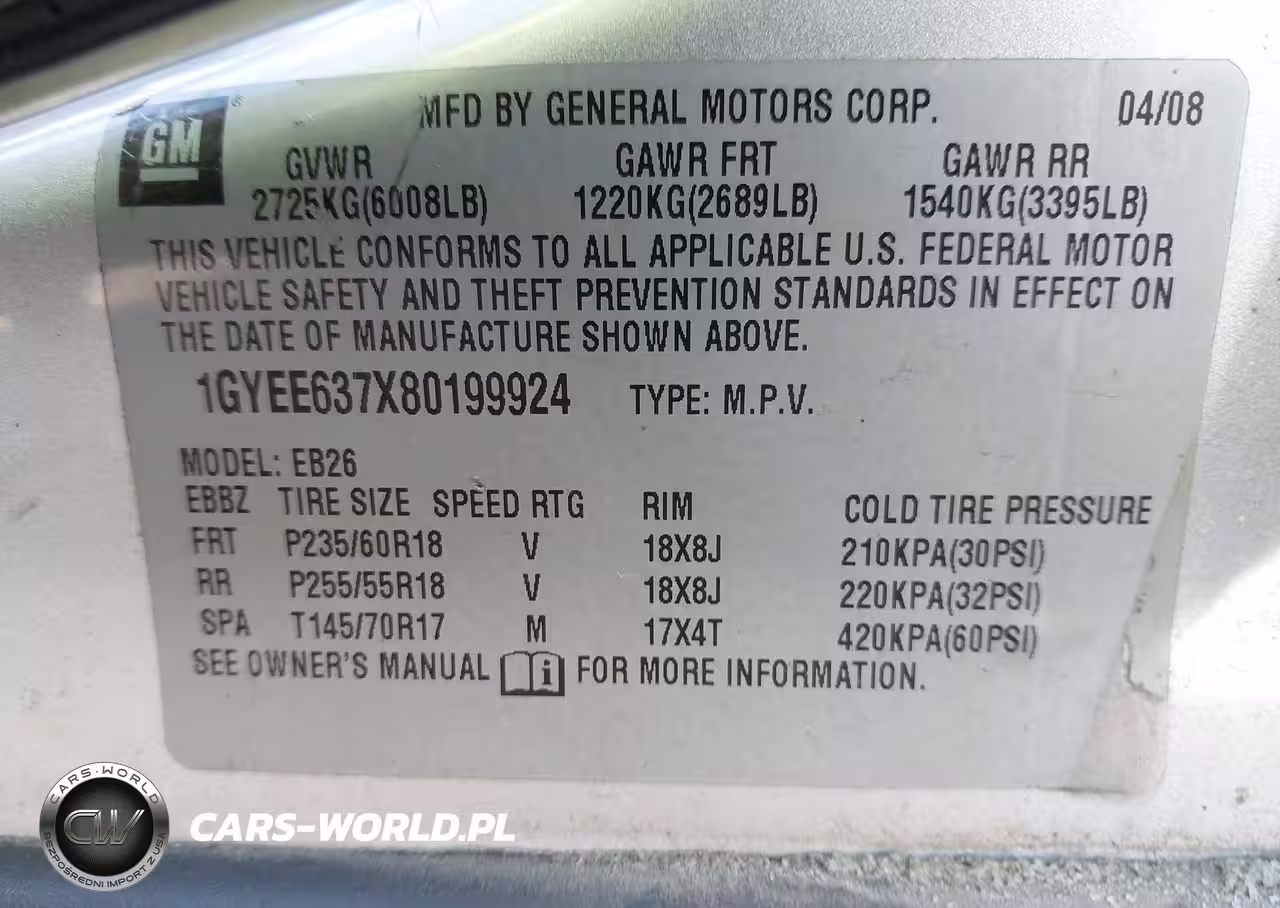 GM® MFD BY GENERAL MOTORS CORP. 04/08
GVWR GAWR FRT GAWR RR
2725KG(6008LB) 1220KG(2689LB) 1540KG(3395LB)
THIS VEHICLE CONFORMS TO ALL APPLICABLE U.S. FEDERAL MOTOR
VEHICLE SAFETY AND THEFT PREVENTION STANDARDS IN EFFECT ON
THE DATE OF MANUFACTURE SHOWN ABOVE.
1GYEE637X80199924 TYPE: M.P.V.
MODEL: EB26
EBBZ TIRE SIZE SPEED RTG RIM COLD TIRE PRESSURE
FRT P235/60R18 V 18X8J 210KPA(30PSI)
RR P255/55R18 V 18X8J 220KPA(32PSI)
SPA T145/70R17 M 17X4T 420KPA(60PSI)
SEE OWNER'S MANUAL i FOR MORE INFORMATION.
CARS-WORLD
CW
BEZPOŚREDNI IMPORT Z USA
CARS-WORLD.PL